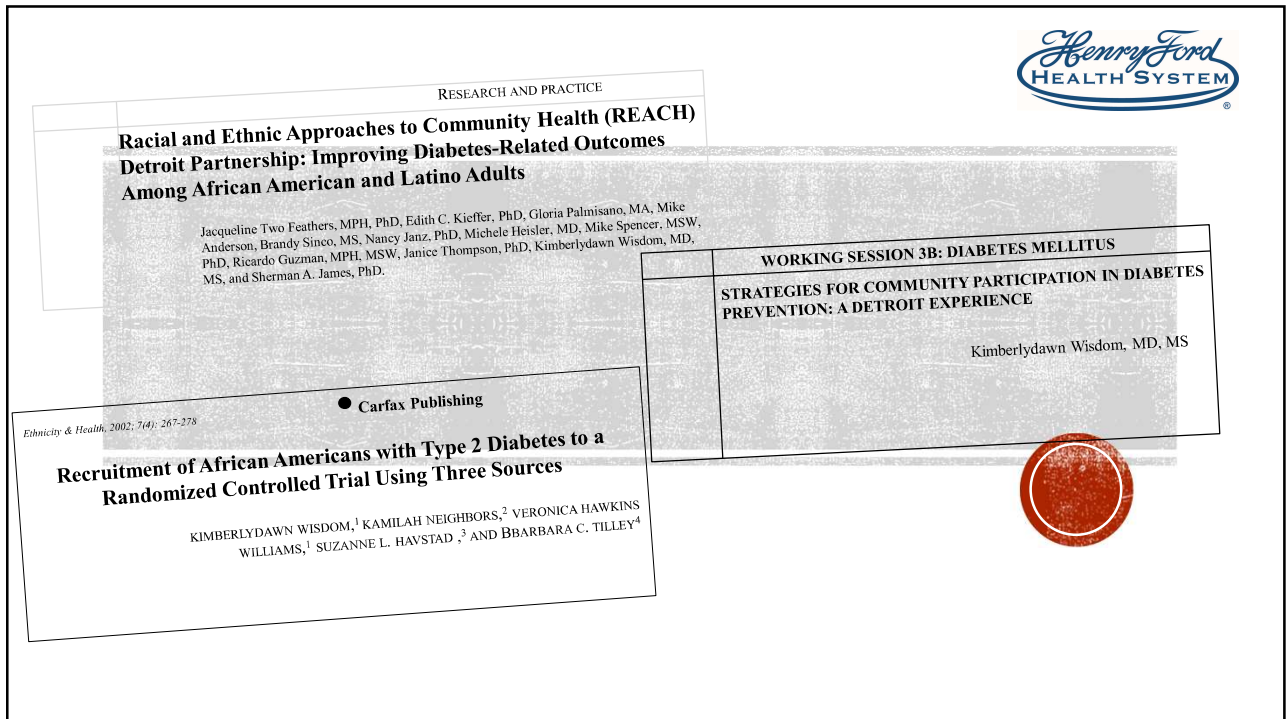 Henry Ford
HEALTH SYSTEM
®
RESEARCH AND PRACTICE
Racial and Ethnic Approaches to Community Health (REACH)
Detroit Partnership: Improving Diabetes-Related Outcomes
Among African American and Latino Adults
Jacqueline Two Feathers, MPH, PhD, Edith C. Kieffer, PhD, Gloria Palmisano, MA, Mike
Anderson, Brandy Sinco, MS, Nancy Janz, PhD, Michele Heisler, MD, Mike Spencer, MSW,
PhD, Ricardo Guzman, MPH, MSW, Janice Thompson, PhD, Kimberlydawn Wisdom, MD,
MS, and Sherman A. James, PhD.
WORKING SESSION 3B: DIABETES MELLITUS
STRATEGIES FOR COMMUNITY PARTICIPATION IN DIABETES
PREVENTION: A DETROIT EXPERIENCE
Kimberlydawn Wisdom, MD, MS
● Carfax Publishing
Ethnicity & Health, 2002; 7(4): 267-278
Recruitment of African Americans with Type 2 Diabetes to a
Randomized Controlled Trial Using Three Sources
KIMBERLYDAWN WISDOM,¹ KAMILAH NEIGHBORS,² VERONICA HAWKINS
WILLIAMS,¹ SUZANNE L. HAVSTAD ,³ AND BBARBARA C. TILLEY⁴